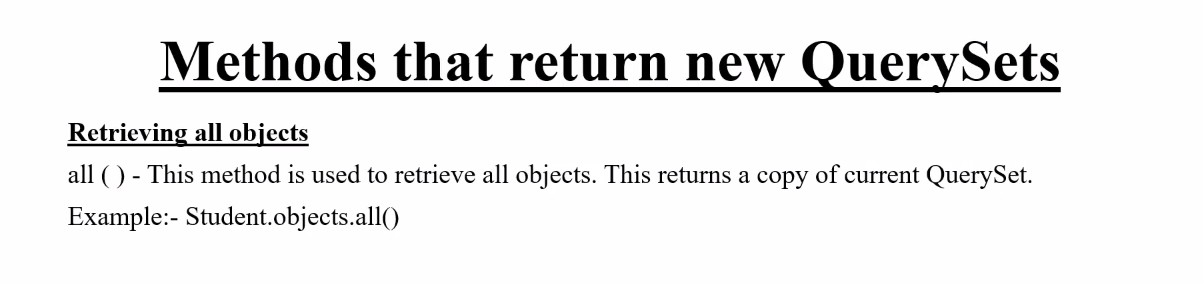 Methods that return new QuerySets
Retrieving all objects
all ( ) - This method is used to retrieve all objects. This returns a copy of current QuerySet.
Example:- Student.objects.all()